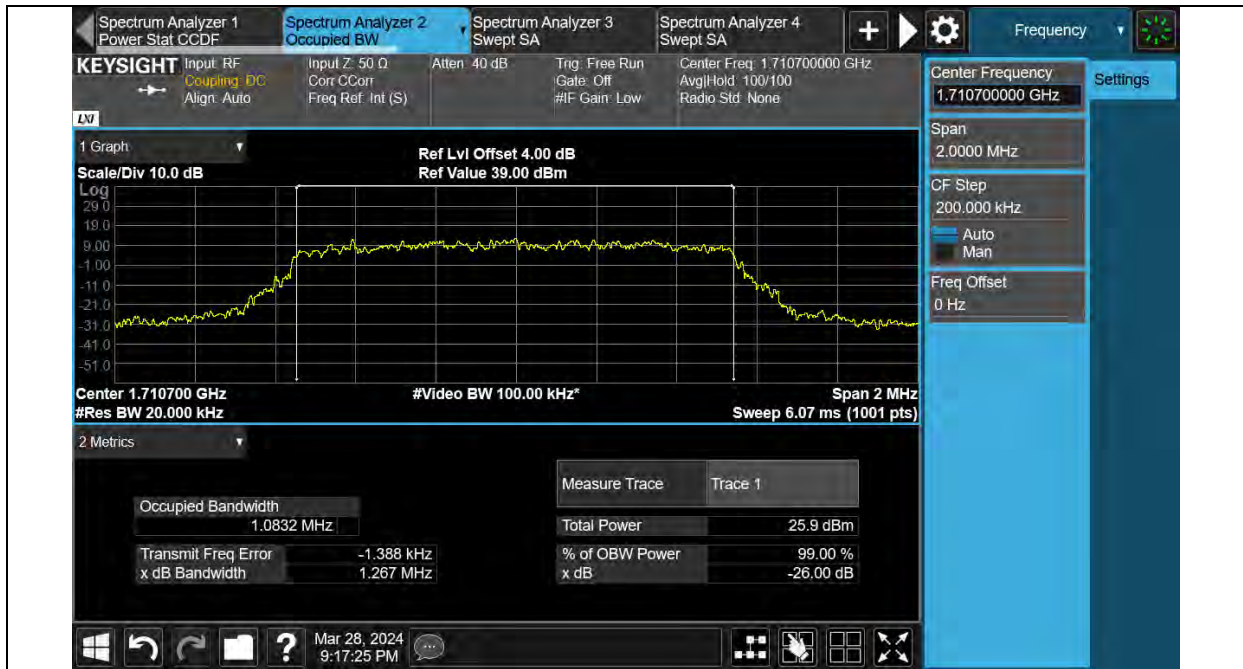 Spectrum Analyzer 1
Power Stat CCDF
Spectrum Analyzer 2
Occupied BW
Spectrum Analyzer 3
Swept SA
Spectrum Analyzer 4
Swept SA
+
Frequency
KEYSIGHT
LXI
Input: RF
Coupling: DC
Align: Auto
Input Z: 50 Ω
Corr CCorr
Freq Ref: Int (S)
Atten: 40 dB
Trig: Free Run
Gate: Off
#IF Gain: Low
Center Freq: 1.710700000 GHz
Avg|Hold: 100/100
Radio Std: None
Center Frequency
1.710700000 GHz
Settings
Span
2.0000 MHz
CF Step
200.000 kHz
Auto
Man
Freq Offset
0 Hz
1 Graph
Scale/Div 10.0 dB
Ref Lvl Offset 4.00 dB
Ref Value 39.00 dBm
Log
29.0
19.0
9.00
-1.00
-11.0
-21.0
-31.0
-41.0
-51.0
Center 1.710700 GHz
#Video BW 100.00 kHz*
Span 2 MHz
#Res BW 20.000 kHz
Sweep 6.07 ms (1001 pts)
2 Metrics
Measure Trace Trace 1
Occupied Bandwidth
1.0832 MHz
Total Power 25.9 dBm
Transmit Freq Error -1.388 kHz
% of OBW Power 99.00 %
x dB Bandwidth 1.267 MHz
x dB -26.00 dB
?
Mar 28, 2024
9:17:25 PM